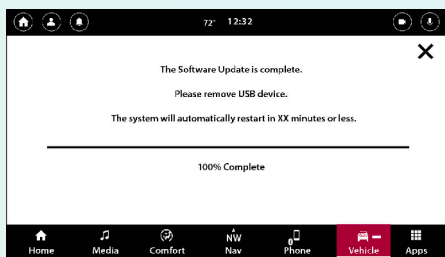 72° 12:32
The Software Update is complete.
Please remove USB device.
The system will automatically restart in XX minutes or less.
100% Complete
NW
0
Home Media Comfort Nav Phone Vehicle Apps